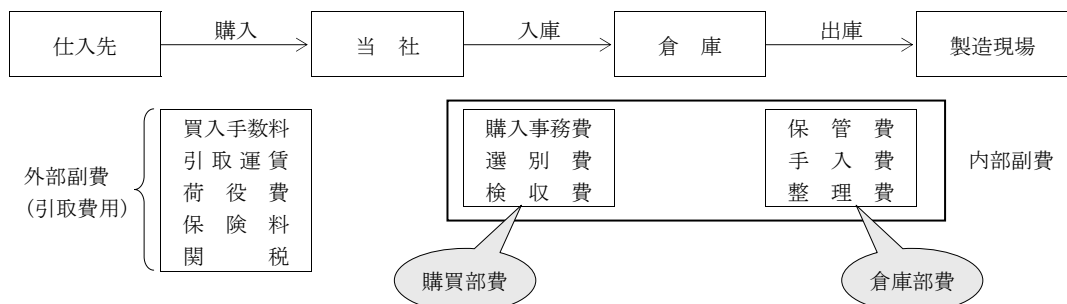 購入
入庫
出庫
仕入先
当 社
倉 庫
製造現場
外部副費
(引取費用)
買入手数料
引取運賃
荷役費
保険料
関税
購入事務費
選別費
検収費
保管費
手入費
整理費
内部副費
購買部費
倉庫部費